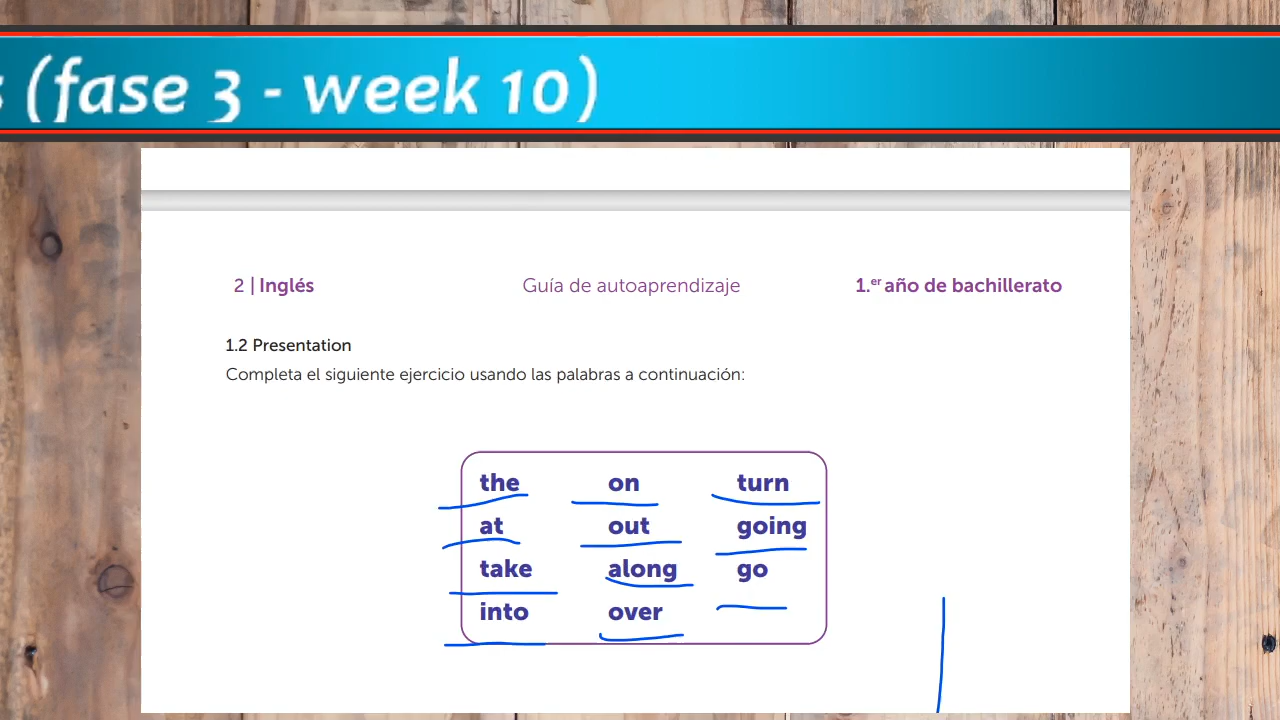 (fase 3 - week 10)
2 | Inglés Guía de autoaprendizaje 1.er año de bachillerato
1.2 Presentation
Completa el siguiente ejercicio usando las palabras a continuación:
the on turn
at out going
take along go
into over